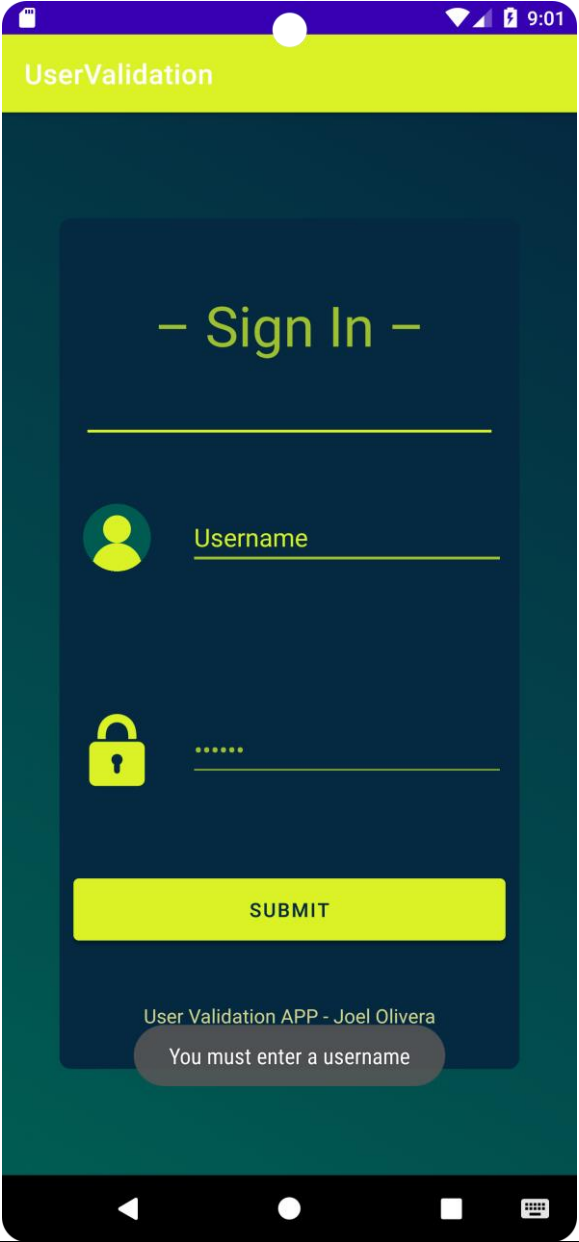 9:01
UserValidation
– Sign In –
Username
••••••
SUBMIT
User Validation APP - Joel Olivera
You must enter a username